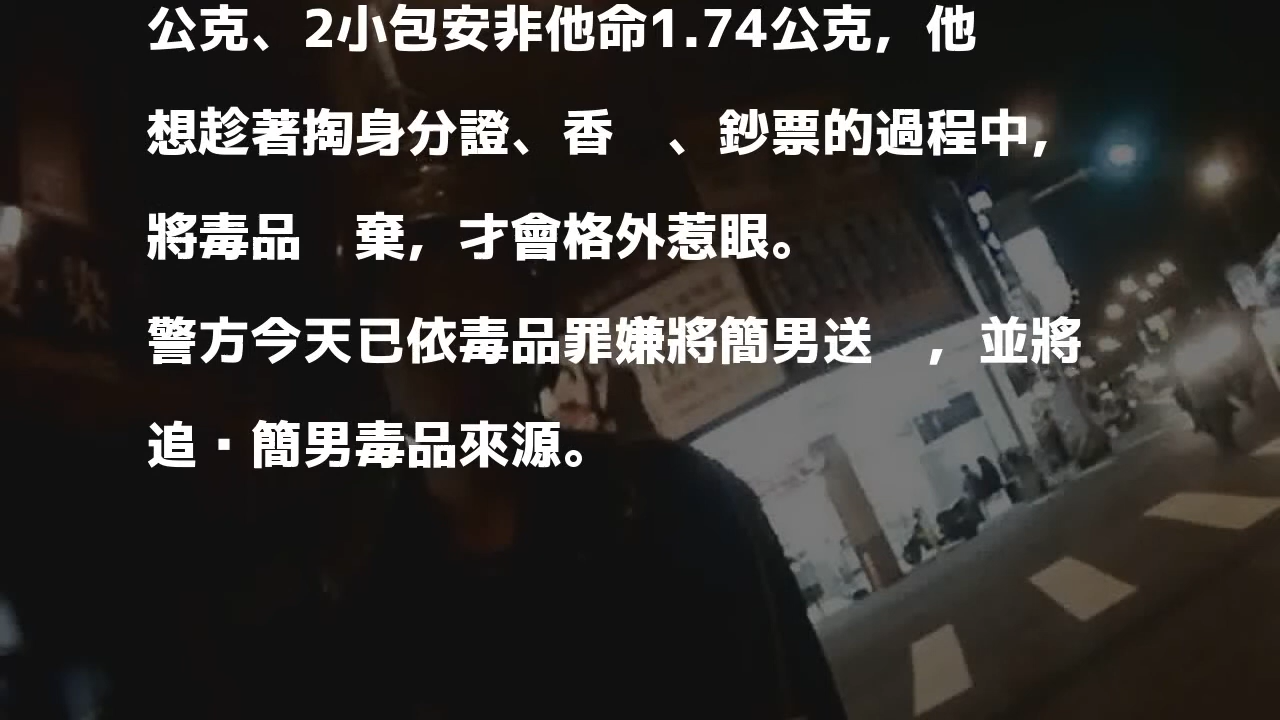 公克、2小包安非他命1.74公克，他
想趁著掏身分證、香　、鈔票的過程中，
將毒品　棄，才會格外惹眼。
警方今天已依毒品罪嫌將簡男送　，並將
追·簡男毒品來源。